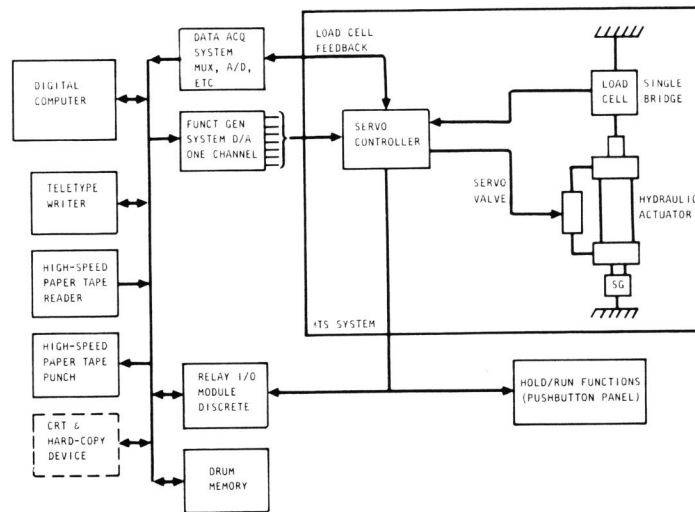 DATA ACQ
SYSTEM
MUX, A/D,
ETC
LOAD CELL
FEEDBACK
DIGITAL
COMPUTER
FUNCT GEN
SYSTEM D/A
ONE CHANNEL
SERVO
CONTROLLER
LOAD
CELL
SINGLE
BRIDGE
TELETYPE
WRITER
SERVO
VALVE
HYDRAULIC
ACTUATOR
HIGH-SPEED
PAPER TAPE
READER
SG
MTS SYSTEM
HIGH-SPEED
PAPER TAPE
PUNCH
RELAY I/O
MODULE
DISCRETE
HOLD/RUN FUNCTIONS
(PUSHBUTTON PANEL)
CRT &
HARD-COPY
DEVICE
DRUM
MEMORY